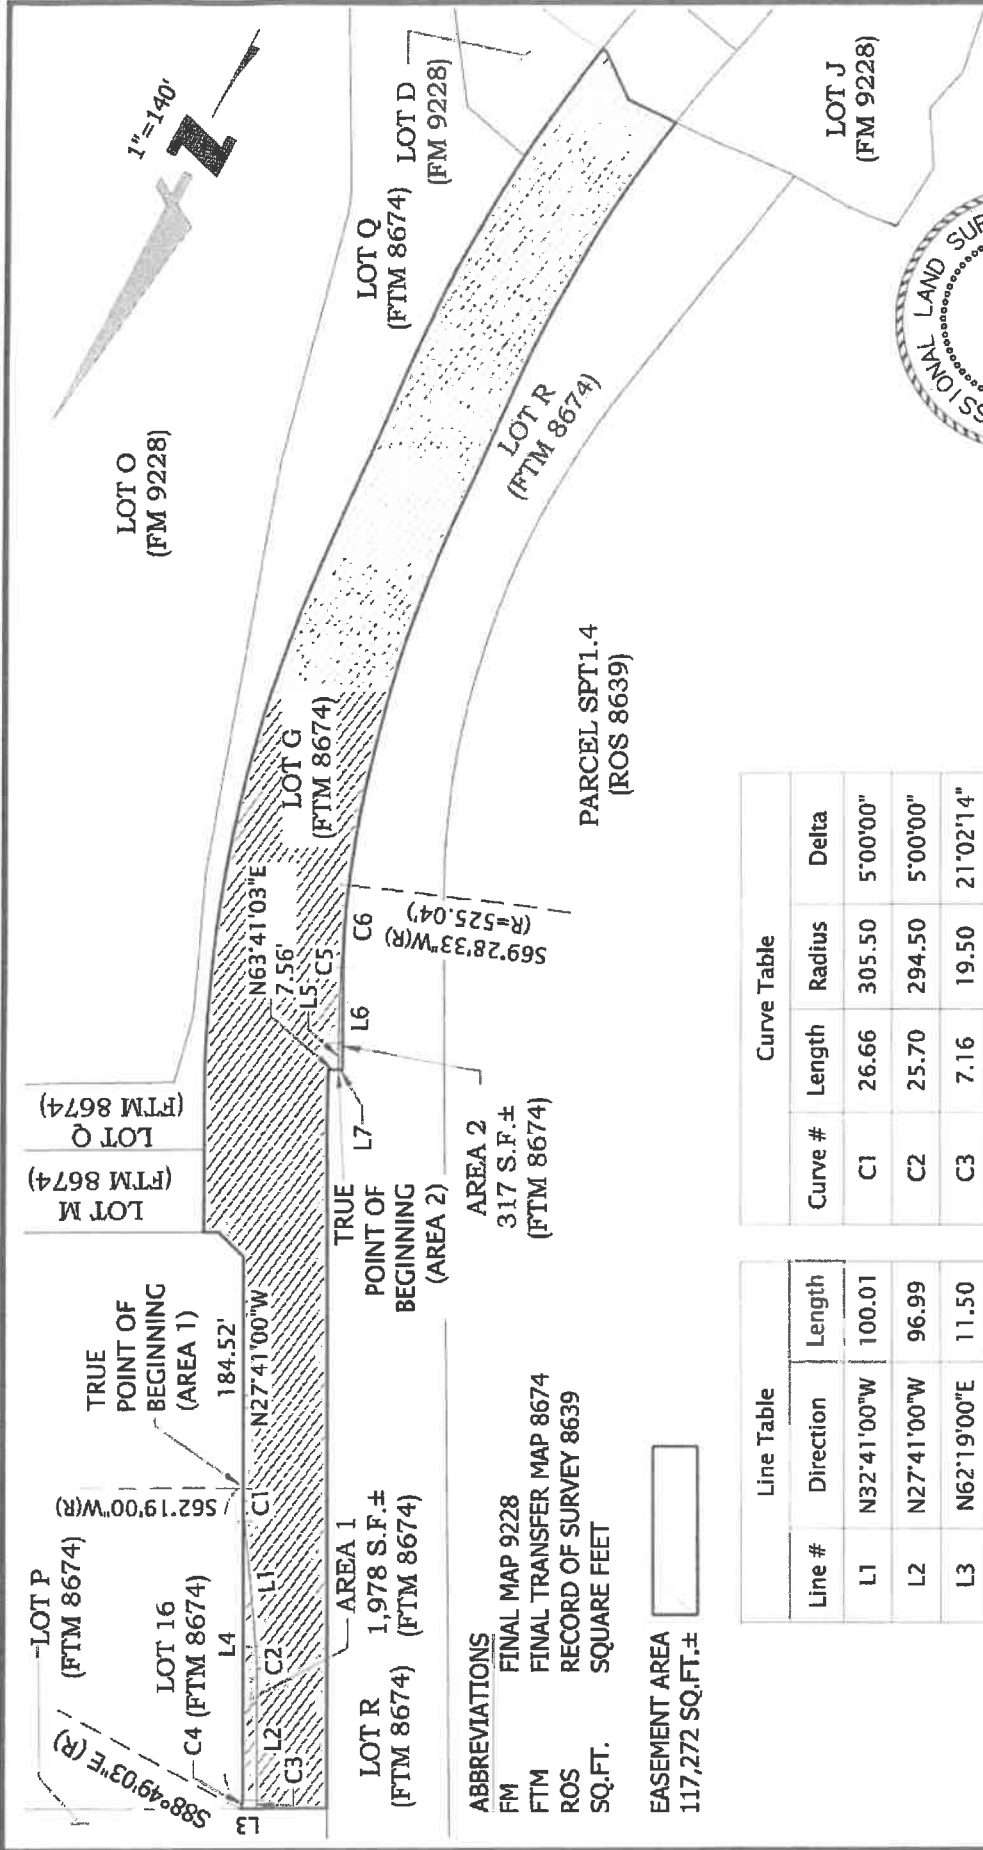 1"=140'
LOT O
(FM 9228)
LOT Q
(FTM 8674)
LOT D
(FM 9228)
LOT J
(FM 9228)
LOT R
(FTM 8674)
LOT G
(FTM 8674)
PARCEL SPT1.4
(ROS 8639)
N63°41'03"E
7.56'
L5
C5
L6
C6
L7
S69°28'33"W(R)
(R=525.04')
LOT Q
(FTM 8674)
LOT M
(FTM 8674)
TRUE
POINT OF
BEGINNING
(AREA 2)
AREA 2
317 S.F.±
(FTM 8674)
TRUE
POINT OF
BEGINNING
(AREA 1)
184.52'
N27°41'00"W
S62°19'00"W(R)
C1
LOT P
(FTM 8674)
LOT 16
(FTM 8674)
L4
C4
S88°49'03"E (R)
L1
C2
L2
C3
L3
AREA 1
1,978 S.F.±
(FTM 8674)
LOT R
(FTM 8674)
ABBREVIATIONS
FM FINAL MAP 9228
FTM FINAL TRANSFER MAP 8674
ROS RECORD OF SURVEY 8639
SQ.FT. SQUARE FEET
EASEMENT AREA
117,272 SQ.FT.±
Line Table
Line # Direction Length
L1 N32°41'00"W 100.01
L2 N27°41'00"W 96.99
L3 N62°19'00"E 11.50
Curve Table
Curve # Length Radius Delta
C1 26.66 305.50 5°00'00"
C2 25.70 294.50 5°00'00"
C3 7.16 19.50 21°02'14"
LAND